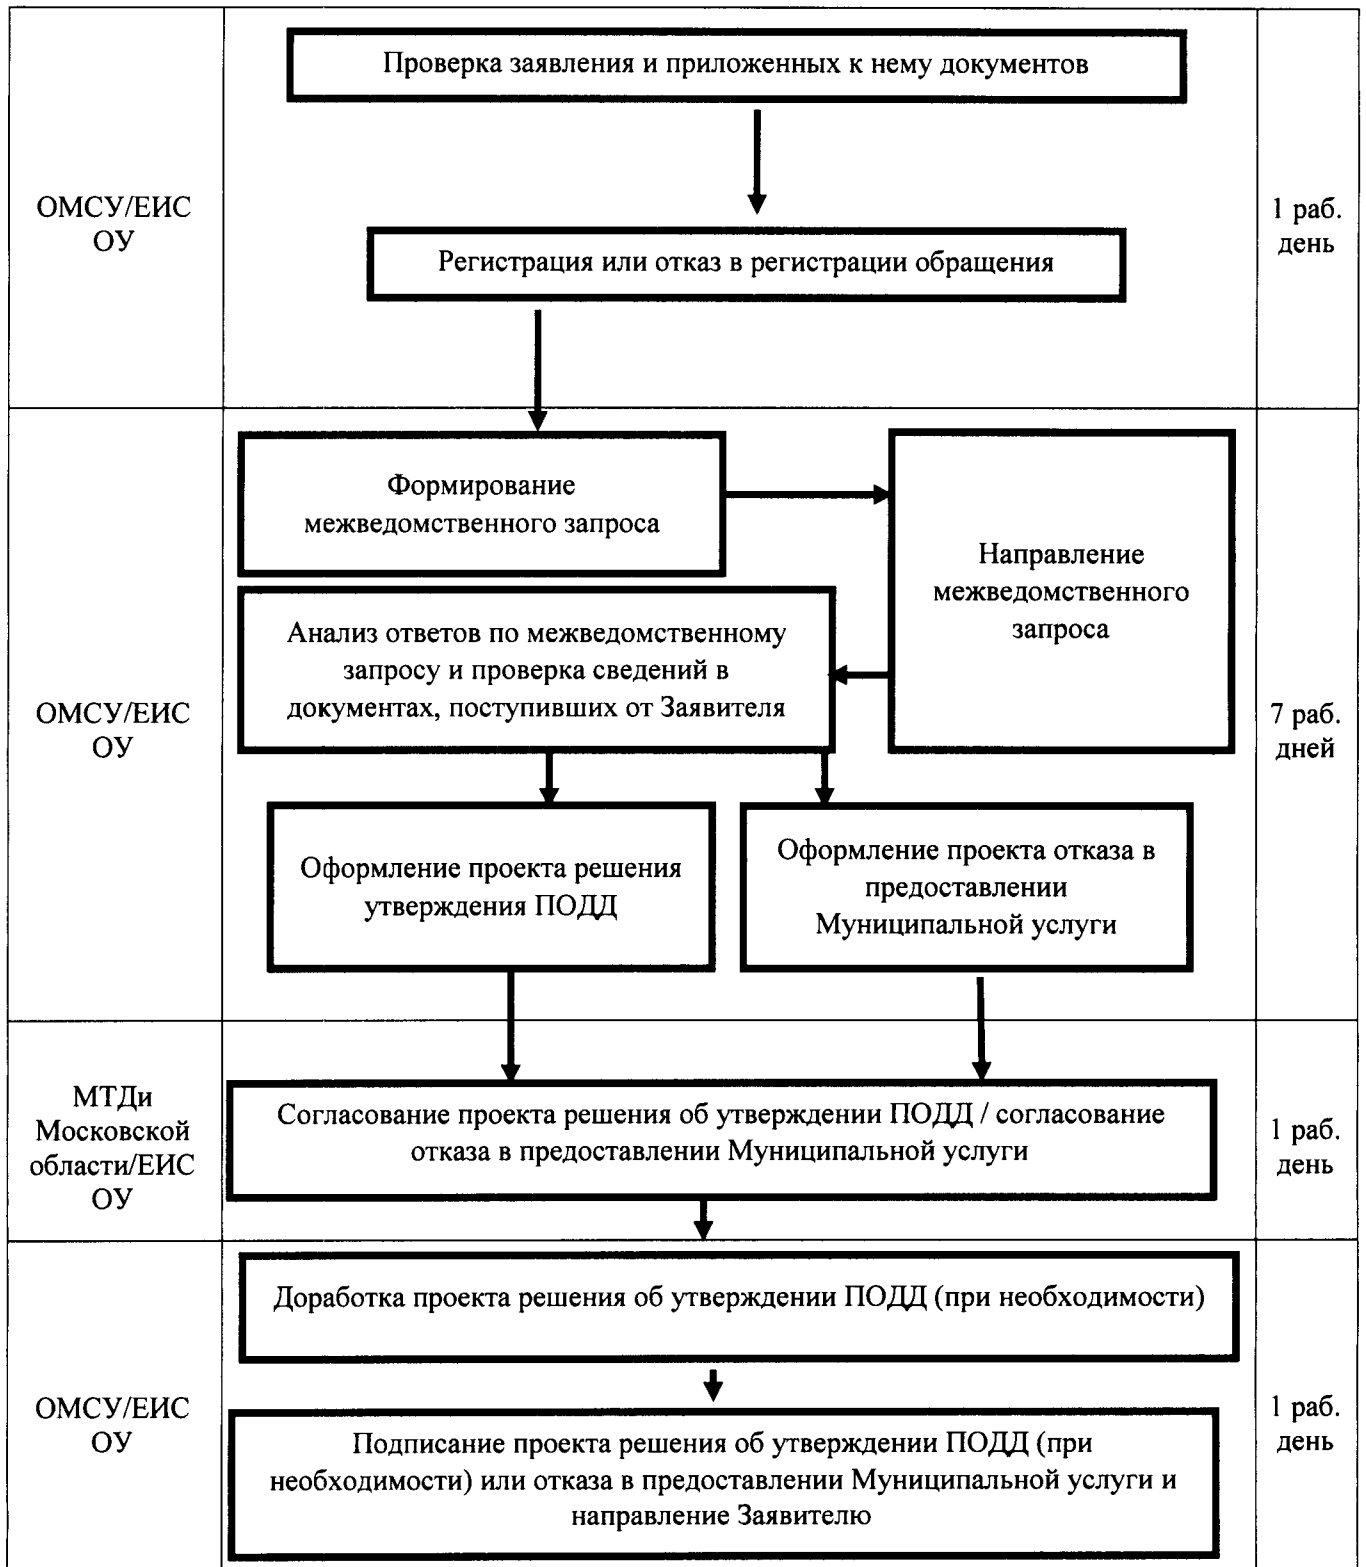 Проверка заявления и приложенных к нему документов
ОМСУ/ЕИС
ОУ
1 раб.
день
Регистрация или отказ в регистрации обращения
Формирование
межведомственного запроса
Направление
межведомственного
запроса
Анализ ответов по межведомственному
запросу и проверка сведений в
документах, поступивших от Заявителя
ОМСУ/ЕИС
ОУ
7 раб.
дней
Оформление проекта решения
утверждения ПОДД
Оформление проекта отказа в
предоставлении
Муниципальной услуги
МТДи
Московской
области/ЕИС
ОУ
Согласование проекта решения об утверждении ПОДД / согласование
отказа в предоставлении Муниципальной услуги
1 раб.
день
Доработка проекта решения об утверждении ПОДД (при необходимости)
ОМСУ/ЕИС
ОУ
1 раб.
день
Подписание проекта решения об утверждении ПОДД (при
необходимости) или отказа в предоставлении Муниципальной услуги и
направление Заявителю